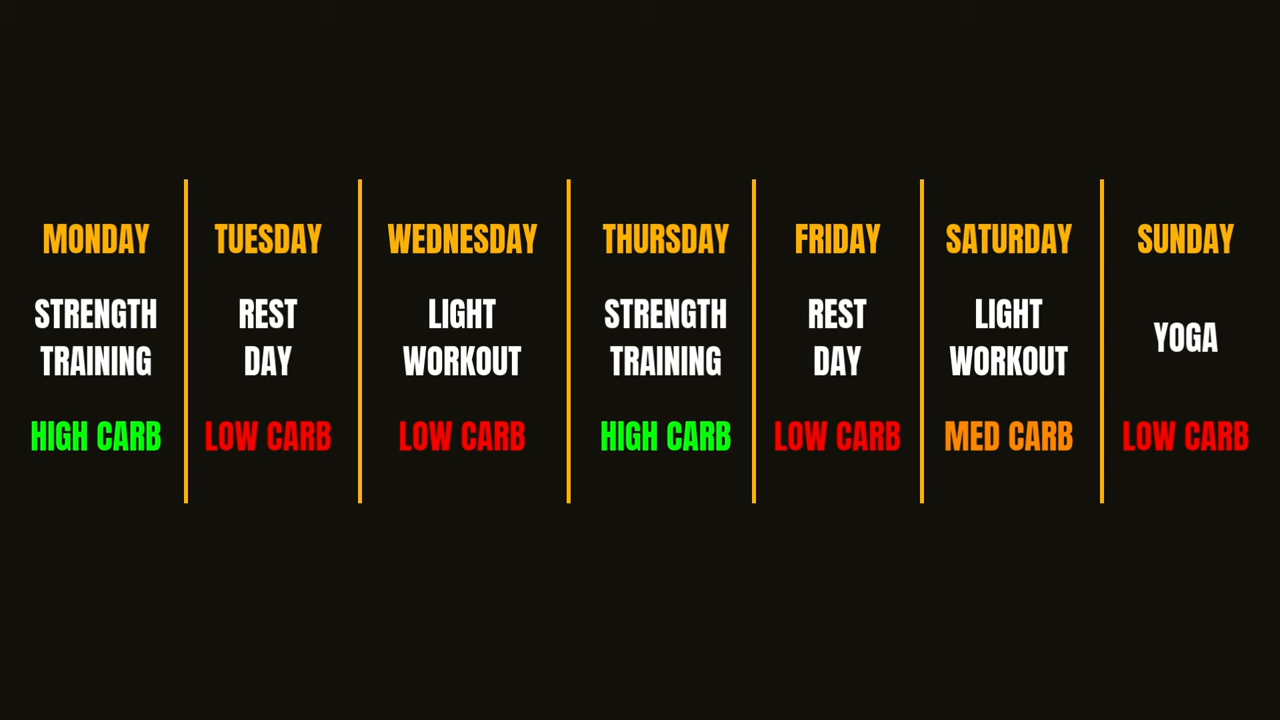 MONDAY
STRENGTH
TRAINING
HIGH CARB
TUESDAY
REST
DAY
LOW CARB
WEDNESDAY
LIGHT
WORKOUT
LOW CARB
THURSDAY
STRENGTH
TRAINING
HIGH CARB
FRIDAY
REST
DAY
LOW CARB
SATURDAY
LIGHT
WORKOUT
MED CARB
SUNDAY
YOGA
LOW CARB